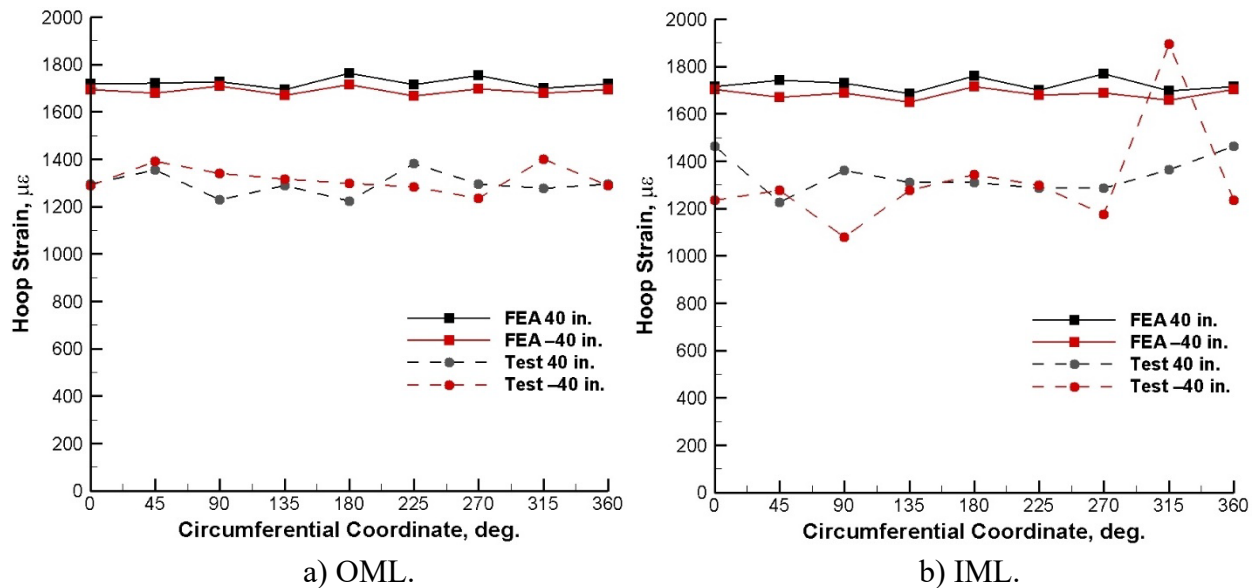 2000
1800
1600
1400
1200
1000
800
600
400
200
0
Hoop Strain, με
FEA 40 in.
FEA –40 in.
Test 40 in.
Test –40 in.
0 45 90 135 180 225 270 315 360
Circumferential Coordinate, deg.
a) OML.
2000
1800
1600
1400
1200
1000
800
600
400
200
0
Hoop Strain, με
FEA 40 in.
FEA –40 in.
Test 40 in.
Test –40 in.
0 45 90 135 180 225 270 315 360
Circumferential Coordinate, deg.
b) IML.